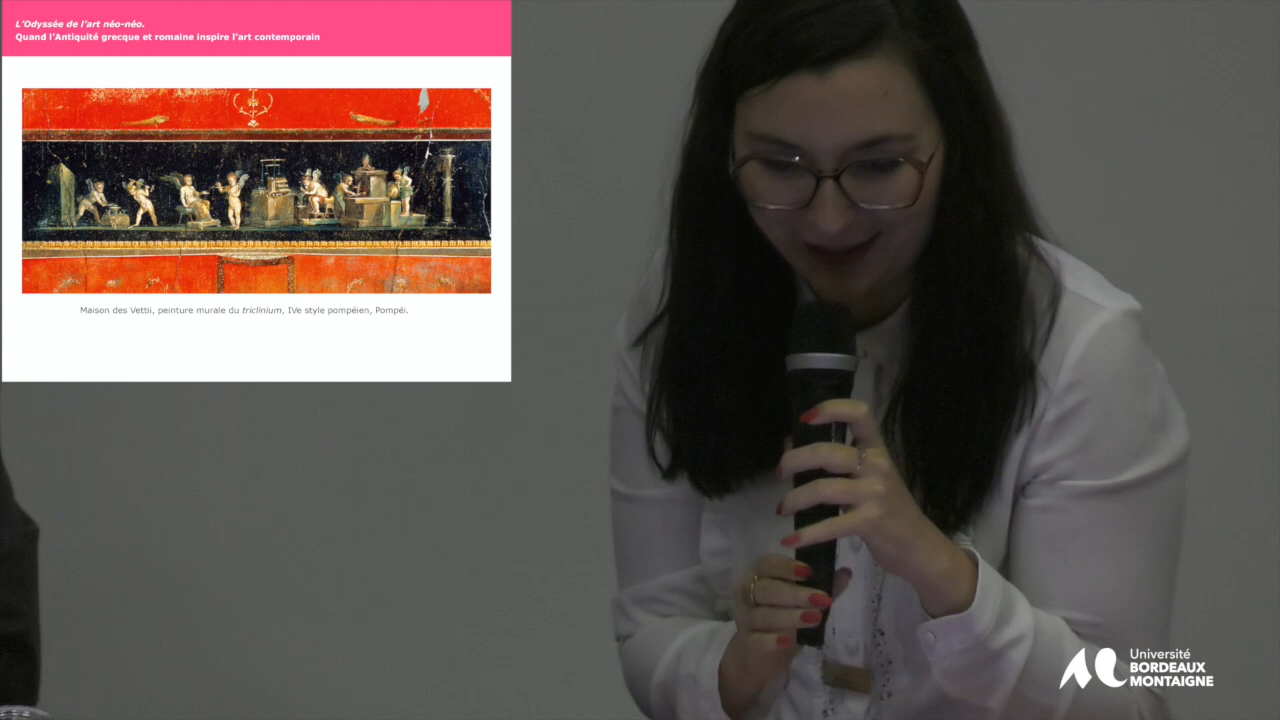 L'Odyssée de l'art néo-néo.
Quand l'Antiquité grecque et romaine inspire l'art contemporain
Maison des Vettii, peinture murale du triclinium, IVe style pompéien, Pompéi.
Université
BORDEAUX
MONTAIGNE